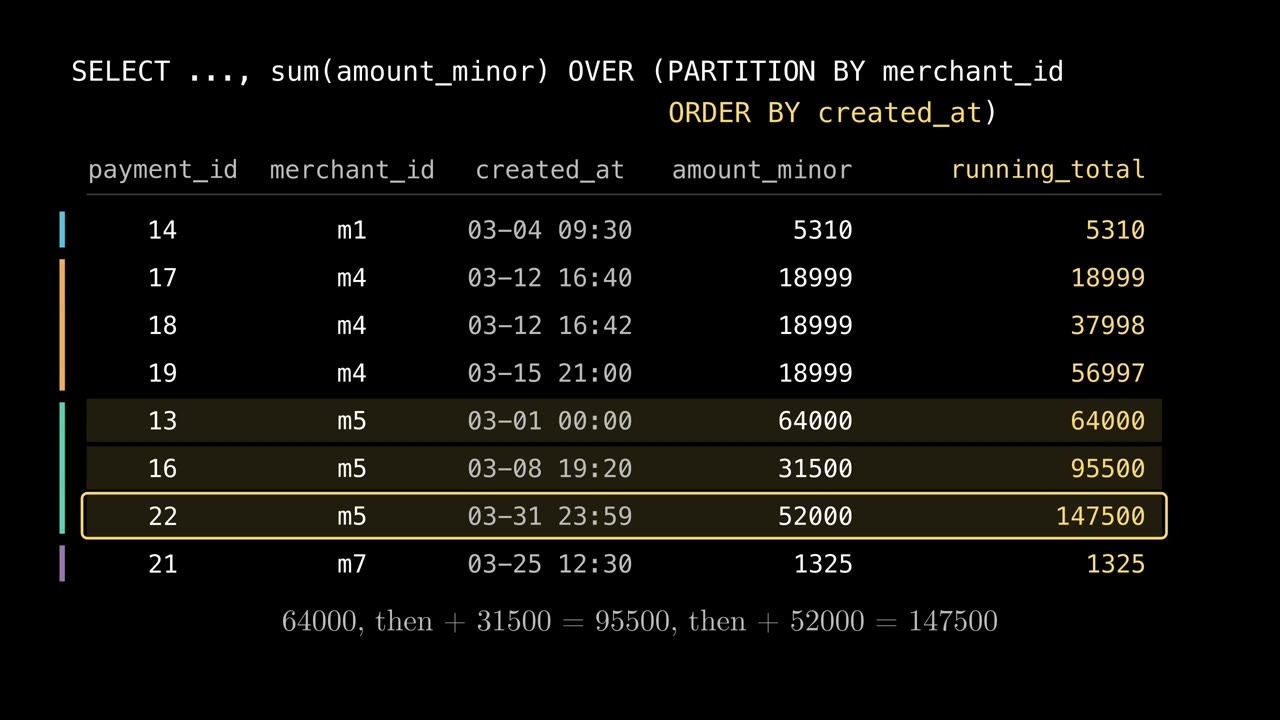 SELECT ..., sum(amount_minor) OVER (PARTITION BY merchant_id
ORDER BY created_at)
payment_id merchant_id created_at amount_minor running_total
14 m1 03-04 09:30 5310 5310
17 m4 03-12 16:40 18999 18999
18 m4 03-12 16:42 18999 37998
19 m4 03-15 21:00 18999 56997
13 m5 03-01 00:00 64000 64000
16 m5 03-08 19:20 31500 95500
22 m5 03-31 23:59 52000 147500
21 m7 03-25 12:30 1325 1325
64000, then + 31500 = 95500, then + 52000 = 147500